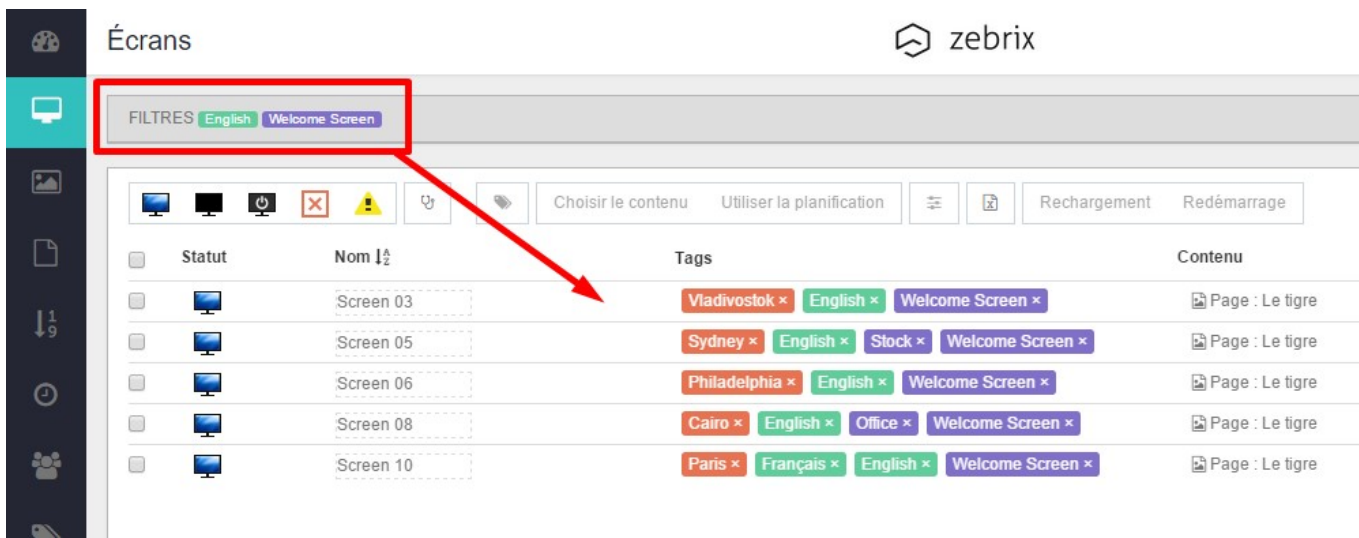 Écrans
zebrix
FILTRES English Welcome Screen
Choisir le contenu Utiliser la planification Rechargement Redémarrage
Statut Nom Tags Contenu
Screen 03 Vladivostok × English × Welcome Screen × Page : Le tigre
Screen 05 Sydney × English × Stock × Welcome Screen × Page : Le tigre
Screen 06 Philadelphia × English × Welcome Screen × Page : Le tigre
Screen 08 Cairo × English × Office × Welcome Screen × Page : Le tigre
Screen 10 Paris × Français × English × Welcome Screen × Page : Le tigre